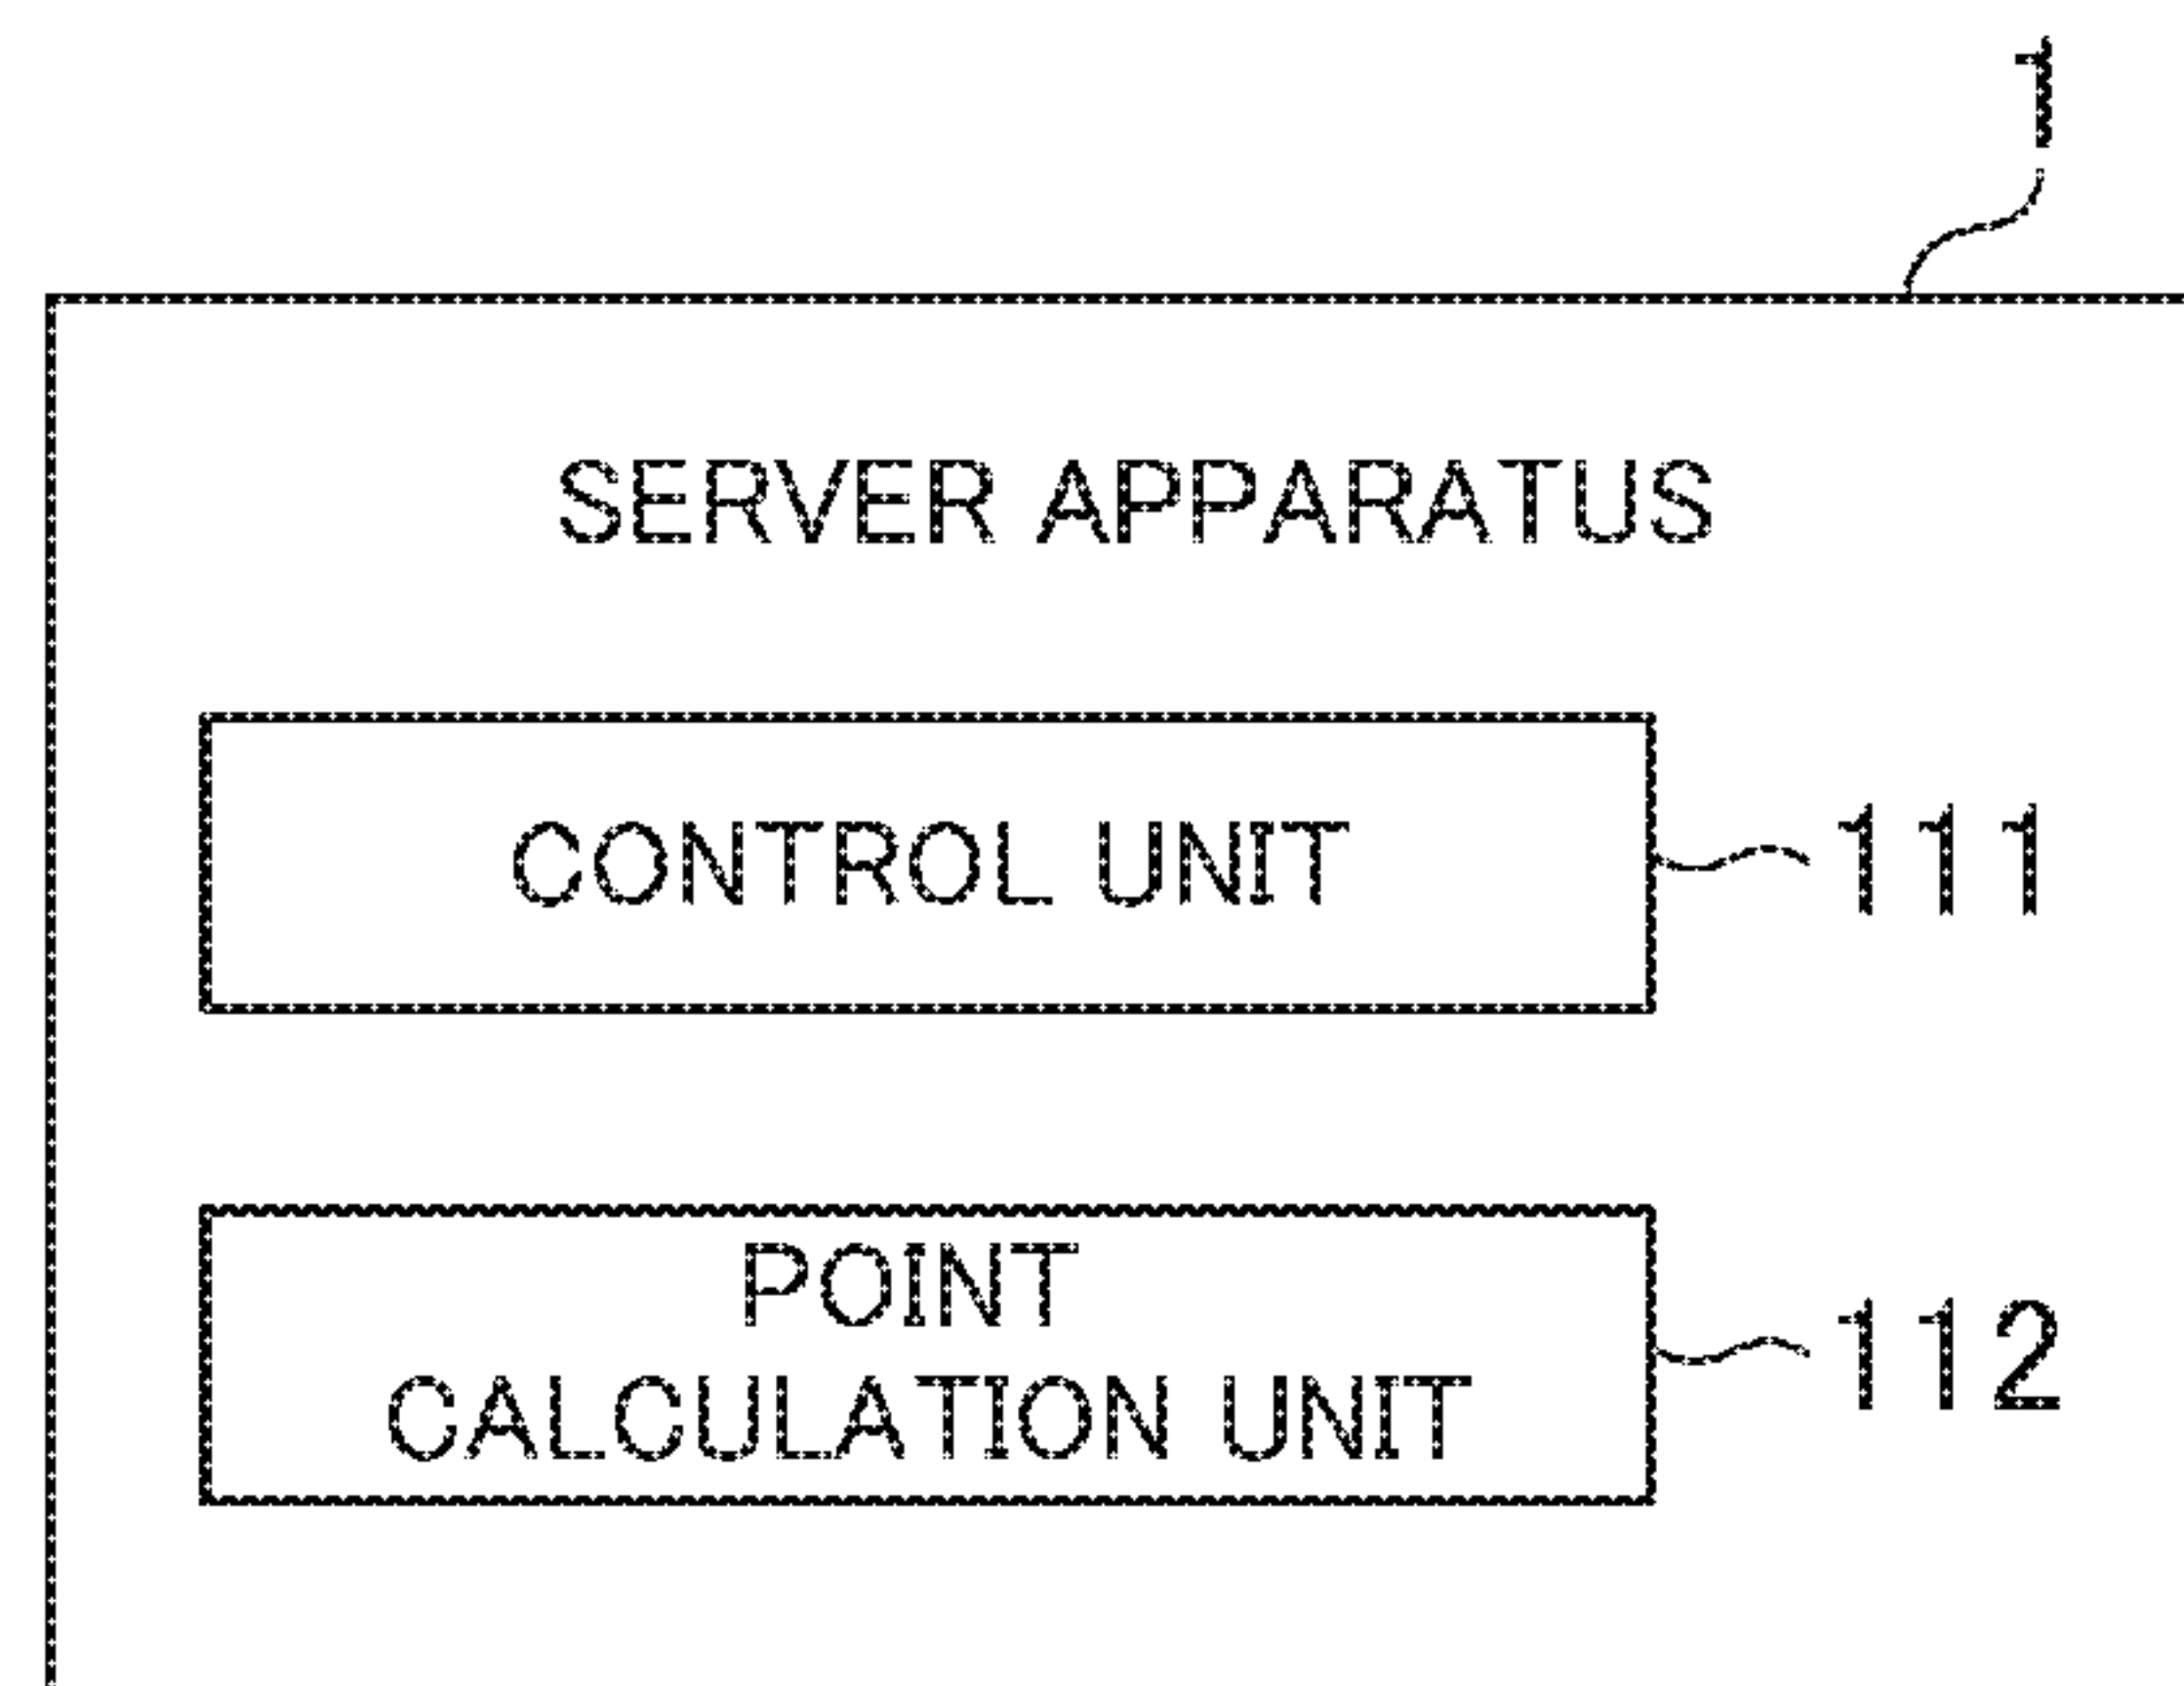 1
SERVER APPARATUS
CONTROL UNIT
111
POINT
CALCULATION UNIT
112